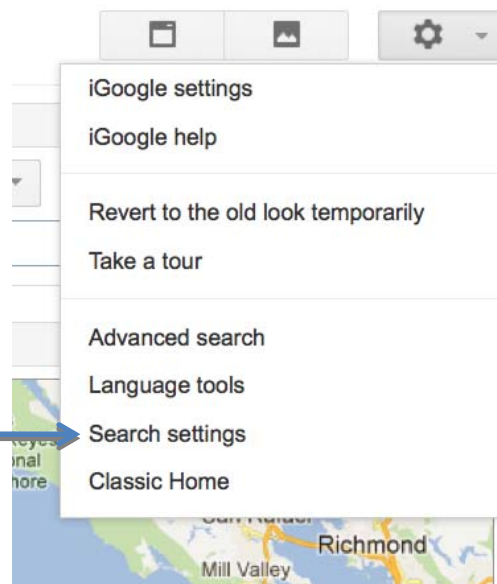 iGoogle settings
iGoogle help
Revert to the old look temporarily
Take a tour
Advanced search
Language tools
Search settings
Classic Home
Richmond
Mill Valley